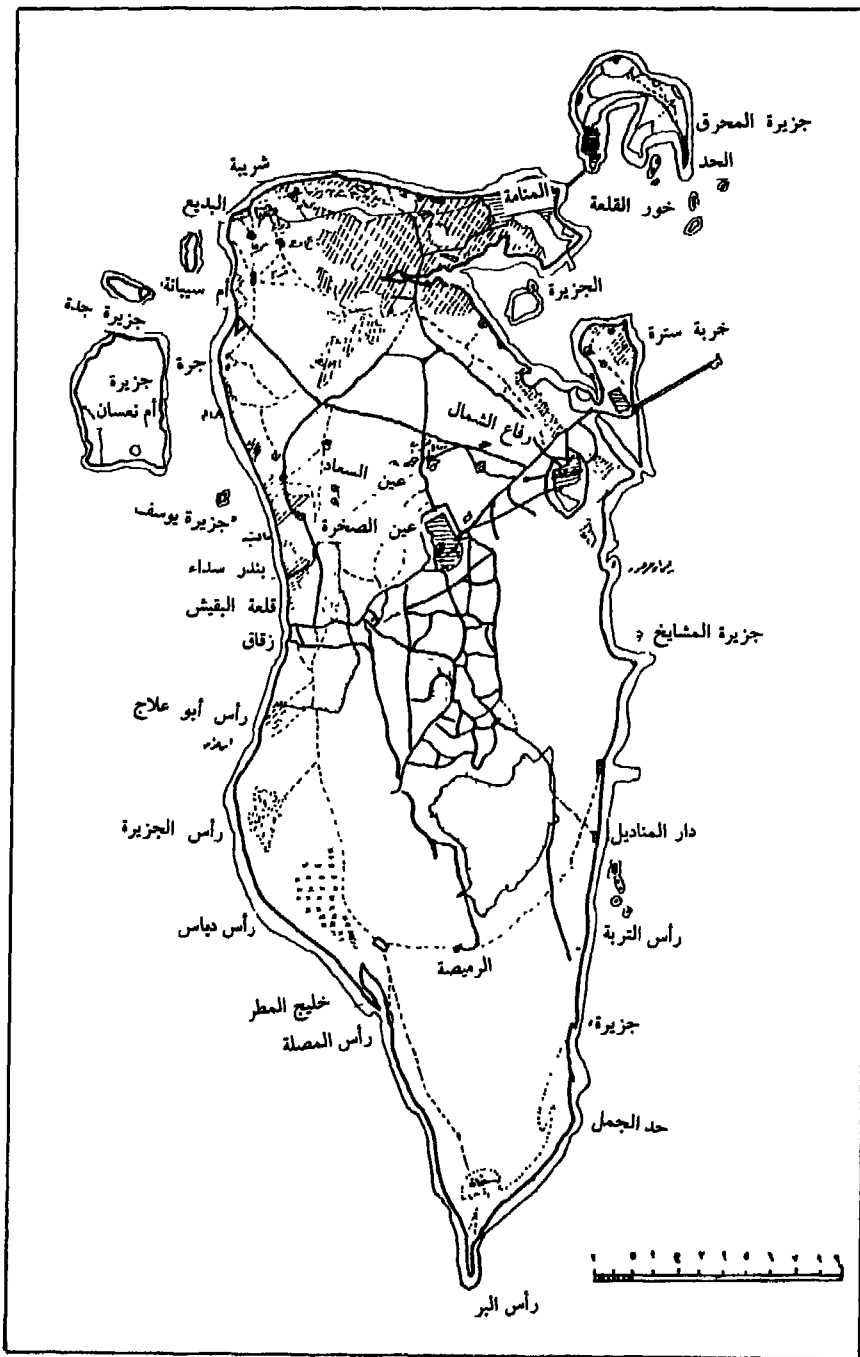 جزيرة المحرق
الحد
خور القلعة
شريبة
المنامة
البديع
أم سيبانة
الجزيرة
جزيرة جدة
خربة سترة
جرة
جزيرة
أم نعسان
رفاع الشمال
عين السعاد
جزيرة يوسف
عين الصخرة
بندر سداء
قلعة البقيش
زقاق
جزيرة المشايخ
رأس أبو علاج
رأس الجزيرة
دار المناديل
رأس دياس
رأس التربة
الرميصة
خليج المطر
جزيرة
رأس المصلة
حد الجمل
رأس البر